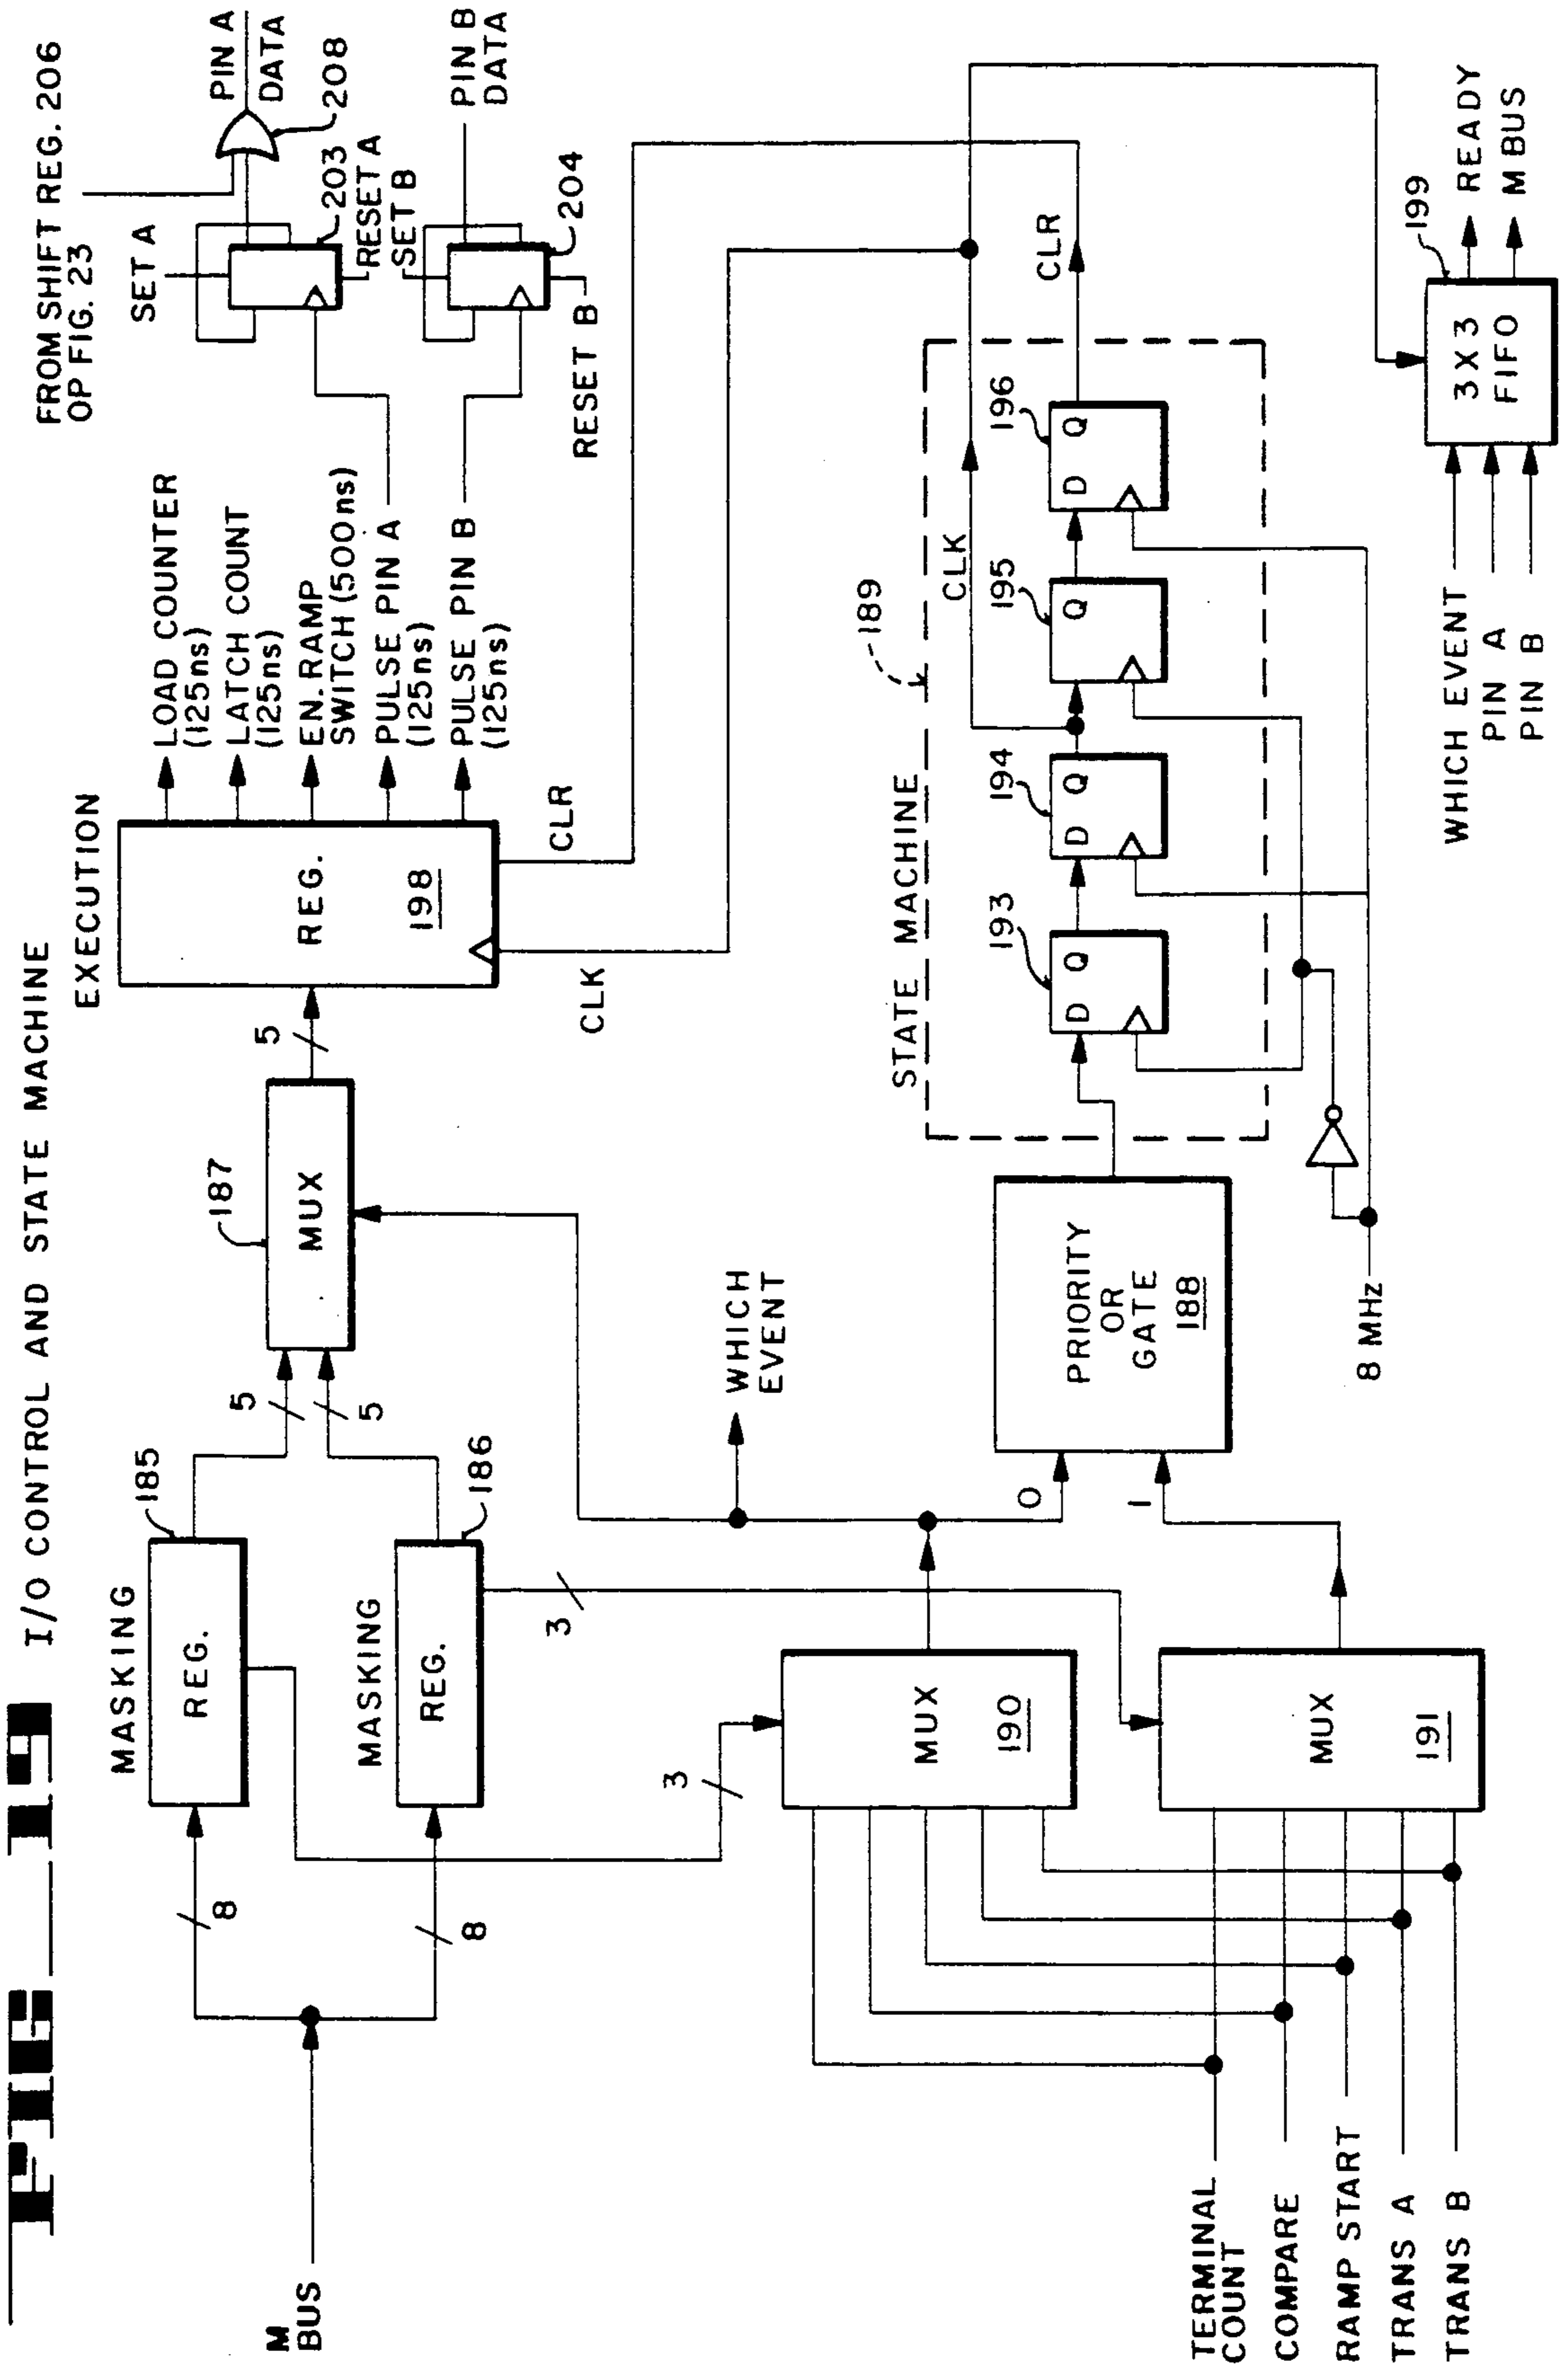 FIG 19
I/O CONTROL AND STATE MACHINE
M
BUS
8
8
MASKING
REG.
185
MASKING
REG.
186
5
5
187
MUX
5
EXECUTION
REG.
198
CLK
CLR
LOAD COUNTER
(125ns)
LATCH COUNT
(125ns)
EN. RAMP
SWITCH (500ns)
PULSE PIN A
(125ns)
PULSE PIN B
(125ns)
FROM SHIFT REG. 206
OP FIG. 23
SET A
203
RESET A
SET B
204
RESET B
208
PIN A
DATA
PIN B
DATA
3
3
WHICH
EVENT
MUX
190
MUX
191
0
1
PRIORITY
OR
GATE
188
STATE MACHINE
189
193
D Q
194
D Q
195
Q
196
D Q
CLK
CLR
8 MHz
TERMINAL
COUNT
COMPARE
RAMP START
TRANS A
TRANS B
WHICH EVENT
PIN A
PIN B
3 X 3
FIFO
199
READY
M BUS